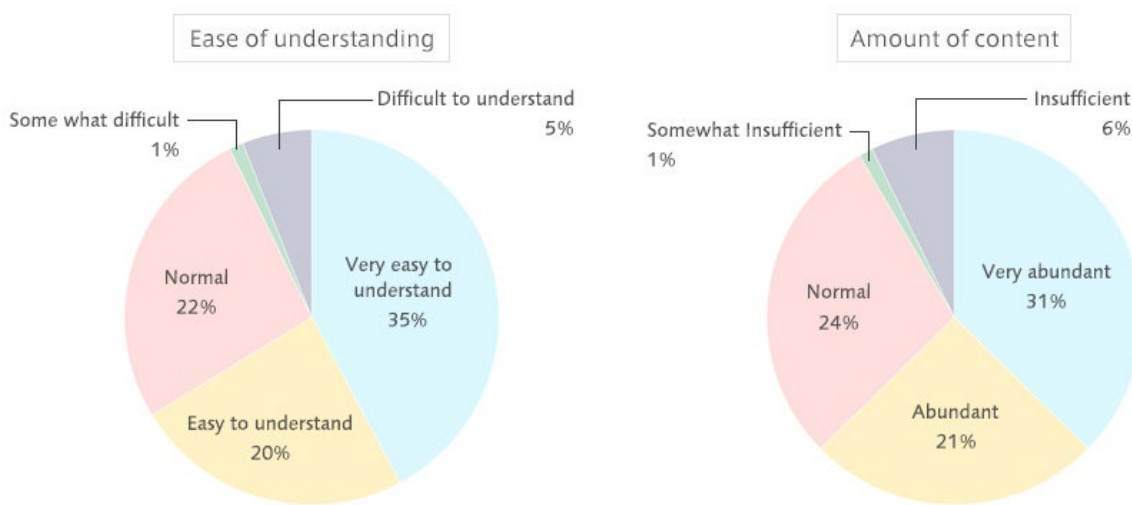 Ease of understanding
Difficult to understand
5%
Some what difficult
1%
Very easy to
understand
35%
Normal
22%
Easy to understand
20%
Amount of content
Insufficient
6%
Somewhat Insufficient
1%
Very abundant
31%
Normal
24%
Abundant
21%